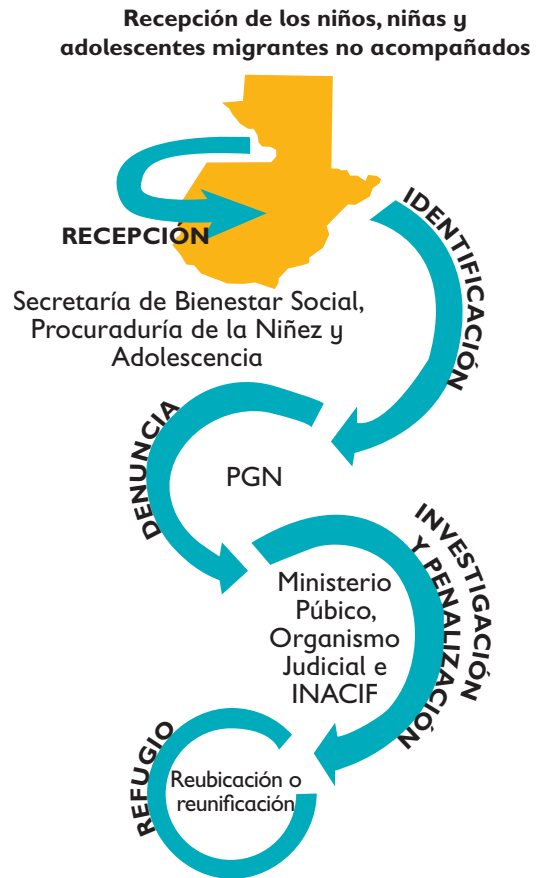 Recepción de los niños, niñas y
adolescentes migrantes no acompañados
RECEPCIÓN
IDENTIFICACIÓN
Secretaría de Bienestar Social,
Procuraduría de la Niñez y
Adolescencia
DENUNCIA
PGN
INVESTIGACIÓN
Y PENALIZACIÓN
Ministerio
Púbico,
Organismo
Judicial e
INACIF
REFUGIO
Reubicación o
reunificación